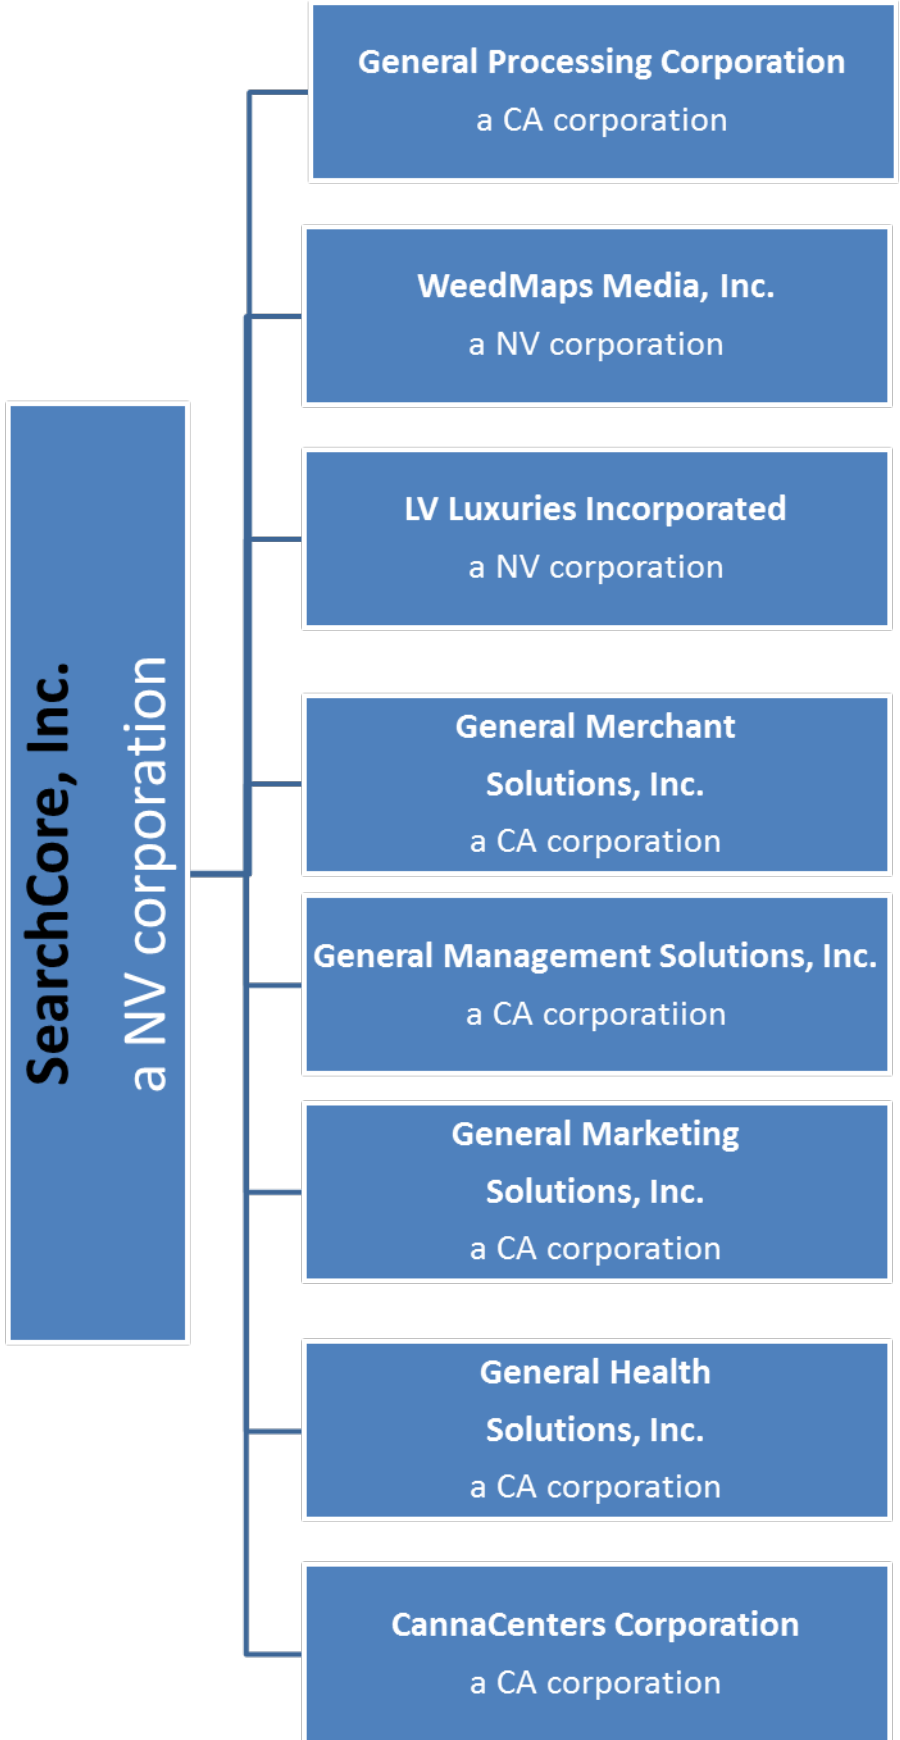 SearchCore, Inc.
a NV corporation
General Processing Corporation
a CA corporation
WeedMaps Media, Inc.
a NV corporation
LV Luxuries Incorporated
a NV corporation
General Merchant
Solutions, Inc.
a CA corporation
General Management Solutions, Inc.
a CA corporatiion
General Marketing
Solutions, Inc.
a CA corporation
General Health
Solutions, Inc.
a CA corporation
CannaCenters Corporation
a CA corporation